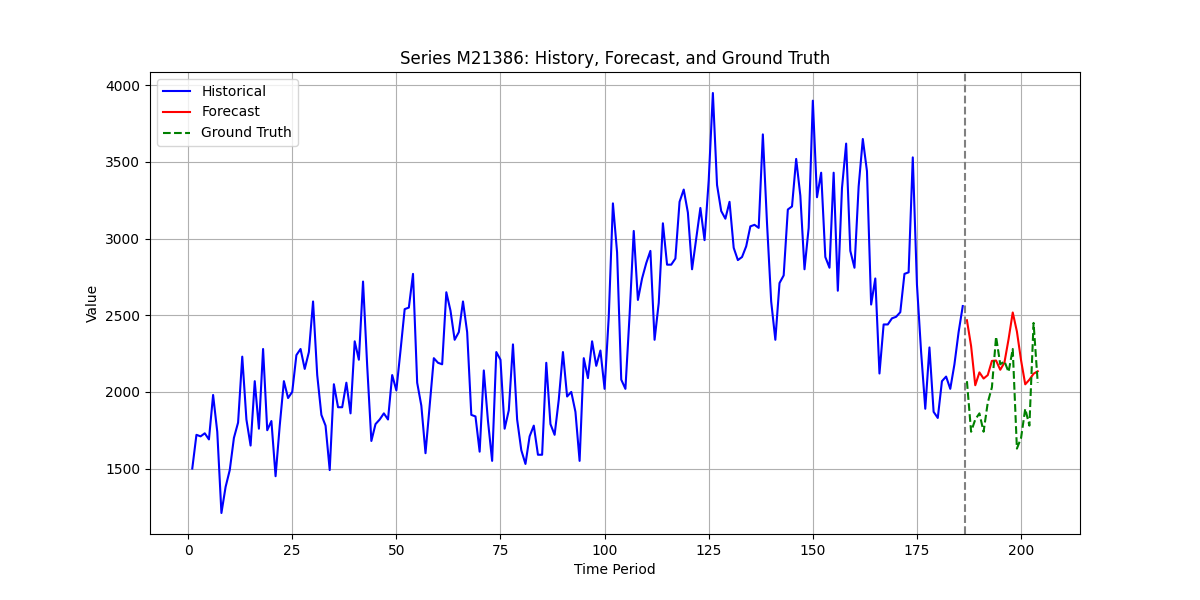 Series M21386: History, Forecast, and Ground Truth
Historical
Forecast
Ground Truth
4000
3500
3000
2500
2000
1500
Value
0 25 50 75 100 125 150 175 200
Time Period